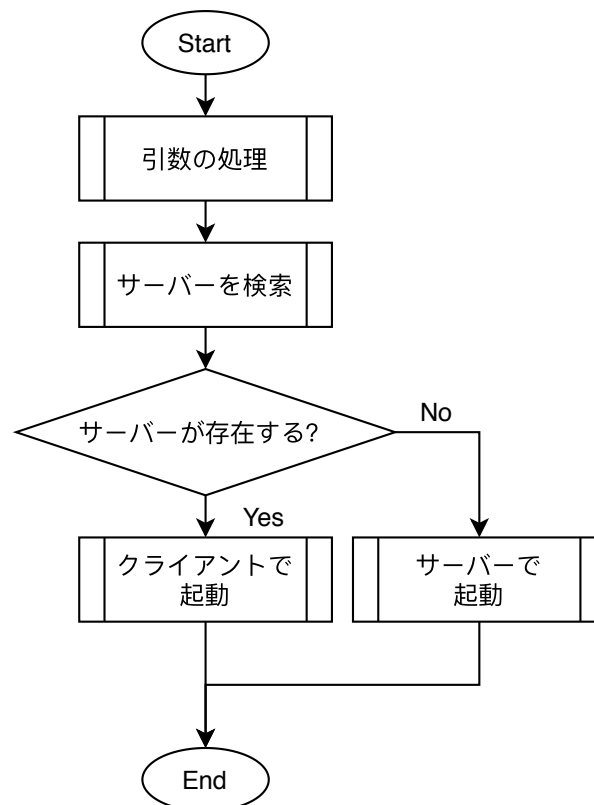 Start
引数の処理
サーバーを検索
サーバーが存在する?
No
Yes
クライアントで
起動
サーバーで
起動
End